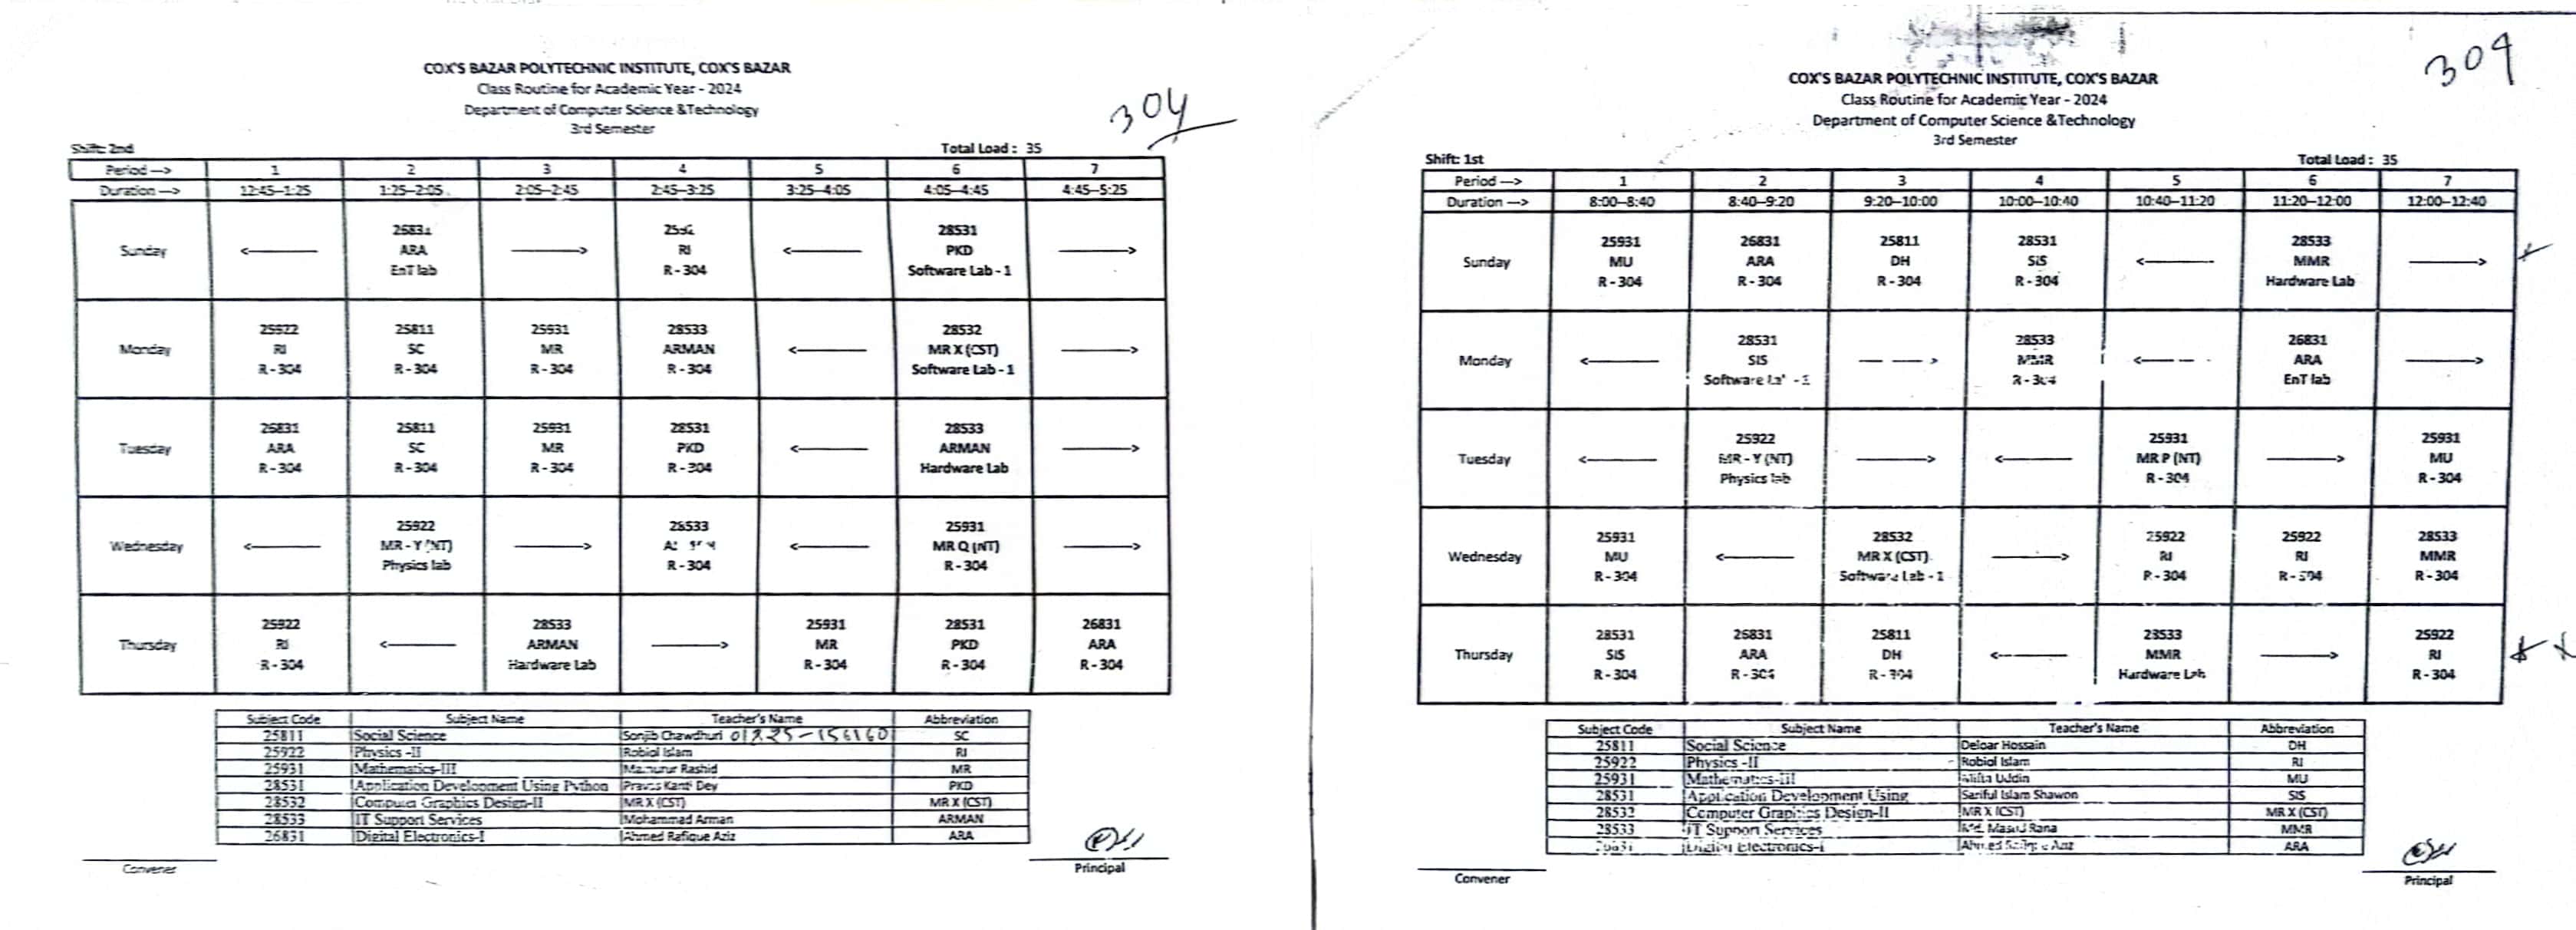 COX'S BAZAR POLYTECHNIC INSTITUTE, COX'S BAZAR
Class Routine for Academic Year - 2024
Department of Computer Science &Technology
3rd Semester
304
Shift: 2nd Total Load : 35
Period —> 1 2 3 4 5 6 7
Duration —> 12:45–1:25 1:25–2:05 2:05–2:45 2:45–3:25 3:25–4:05 4:05–4:45 4:45–5:25
Sunday
26831 28531
<—— ARA ——> RI <—— PKD ——>
EnT lab R - 304 Software Lab - 1
Monday
25922 25811 25931 28533 28532
RI SC MR ARMAN <—— MR X (CST) ——>
R - 304 R - 304 R - 304 R - 304 Software Lab - 1
Tuesday
26831 25811 25931 28531 28533
ARA SC MR PKD <—— ARMAN ——>
R - 304 R - 304 R - 304 R - 304 Hardware Lab
Wednesday
25922 28533 25931
<—— MR - Y (NT) ——> <—— MR Q (NT) ——>
Physics lab R - 304 R - 304
Thursday
25922 28533 25931 28531 26831
RI <—— ARMAN ——> MR PKD ARA
R - 304 Hardware Lab R - 304 R - 304 R - 304
Subject Code Subject Name Teacher's Name Abbreviation
25811 Social Science Sonjib Chawdhuri SC
25922 Physics -II Robiol Islam RI
25931 Mathematics-III Mamunur Rashid MR
28531 Application Development Using Python Pravas Kanti Dey PKD
28532 Computer Graphics Design-II MR X (CST) MR X (CST)
28533 IT Support Services Mohammad Arman ARMAN
26831 Digital Electronics-I Ahmed Rafique Aziz ARA
Convener Principal
COX'S BAZAR POLYTECHNIC INSTITUTE, COX'S BAZAR
Class Routine for Academic Year - 2024
Department of Computer Science &Technology
3rd Semester
309
Shift: 1st Total Load : 35
Period —> 1 2 3 4 5 6 7
Duration —> 8:00–8:40 8:40–9:20 9:20–10:00 10:00–10:40 10:40–11:20 11:20–12:00 12:00–12:40
Sunday
25931 26831 25811 28531 28533
MU ARA DH SIS <—— MMR ——>
R - 304 R - 304 R - 304 R - 304 Hardware Lab
Monday
28531 28533 26831
<—— SIS ——> MMR <—— ARA ——>
Software Lab - 1 R - 304 EnT lab
Tuesday
25922 25931 25931
<—— MR - Y (NT) ——> <—— MR P (NT) ——> MU
Physics lab R - 304 R - 304
Wednesday
25931 28532 25922 25922 28533
MU <—— MR X (CST) ——> RI RI MMR
R - 304 Software Lab - 1 R - 304 R - 304 R - 304
Thursday
28531 26831 25811 28533 25922
SIS ARA DH <—— MMR ——> RI
R - 304 R - 304 R - 304 Hardware Lab R - 304
Subject Code Subject Name Teacher's Name Abbreviation
25811 Social Science Deloar Hossain DH
25922 Physics -II Robiol Islam RI
25931 Mathematics-III Uddin MU
28531 Application Development Using Sariful Islam Shawon SIS
28532 Computer Graphics Design-II MR X (CST) MR X (CST)
28533 IT Support Services Md. Masud Rana MMR
26831 Digital Electronics-I ARA
Convener Principal